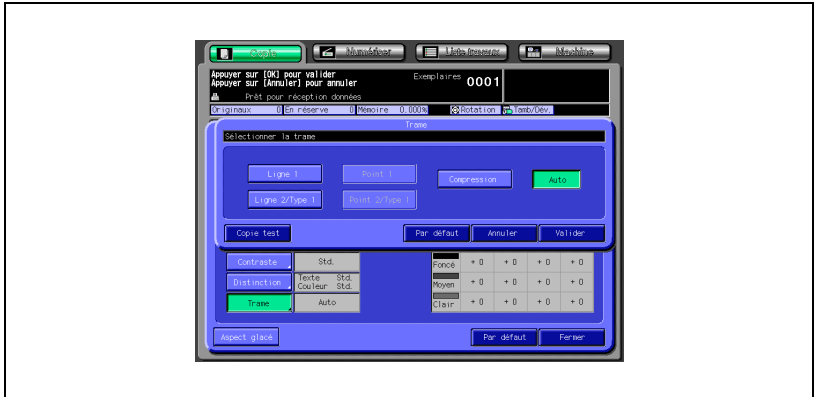 Copie Numériser Liste travaux Machine
Appuyer sur [OK] pour valider
Appuyer sur [Annuler] pour annuler
Exemplaires 0001
Prêt pour réception données
Originaux 0 En réserve 0 Mémoire 0.000% Rotation Tamb/Dév.
Trame
Sélectionner la trame
Ligne 1 Point 1 Compression Auto
Ligne 2/Type 1 Point 2/Type 1
Copie test Par défaut Annuler Valider
Contraste Std. Foncé + 0 + 0 + 0 + 0
Distinction Texte Std. Couleur Std. Moyen + 0 + 0 + 0 + 0
Trame Auto Clair + 0 + 0 + 0 + 0
Aspect glacé Par défaut Fermer